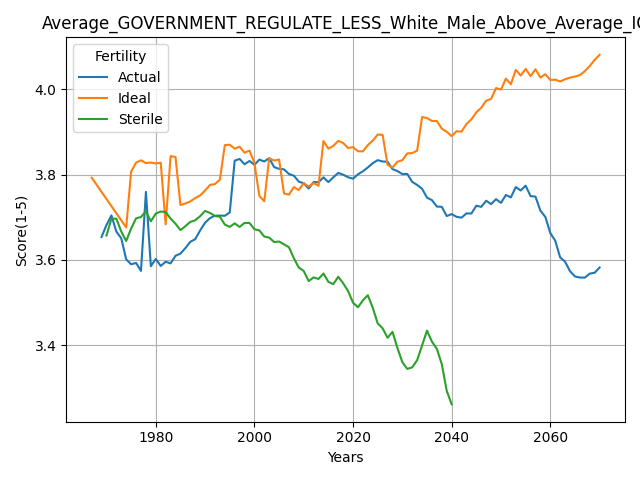 Average_GOVERNMENT_REGULATE_LESS_White_Male_Above_Average_IQ
Fertility
Actual
Ideal
Sterile
Score(1-5)
4.0
3.8
3.6
3.4
1980 2000 2020 2040 2060
Years